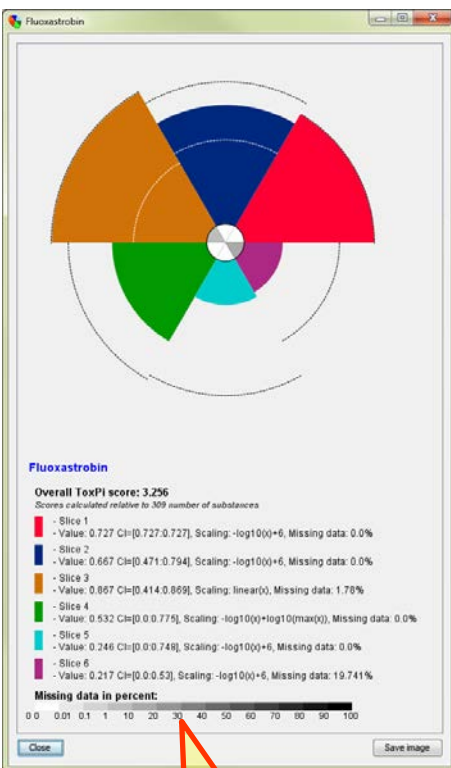 Fluoxastrobin
Fluoxastrobin
Overall ToxPi score: 3.256
Scores calculated relative to 309 number of substances
- Slice 1
- Value: 0.727 CI=[0.727:0.727], Scaling: -log10(x)+6, Missing data: 0.0%
- Slice 2
- Value: 0.667 CI=[0.471:0.794], Scaling: -log10(x)+6, Missing data: 0.0%
- Slice 3
- Value: 0.867 CI=[0.414:0.869], Scaling: linear(x), Missing data: 1.78%
- Slice 4
- Value: 0.532 CI=[0.0:0.775], Scaling: -log10(x)+log10(max(x)), Missing data: 0.0%
- Slice 5
- Value: 0.246 CI=[0.0:0.748], Scaling: -log10(x)+6, Missing data: 0.0%
- Slice 6
- Value: 0.217 CI=[0.0:0.53], Scaling: -log10(x)+6, Missing data: 19.741%
Missing data in percent:
0 0 0.01 0.1 1 10 20 30 40 50 60 70 80 90 100
Close Save image